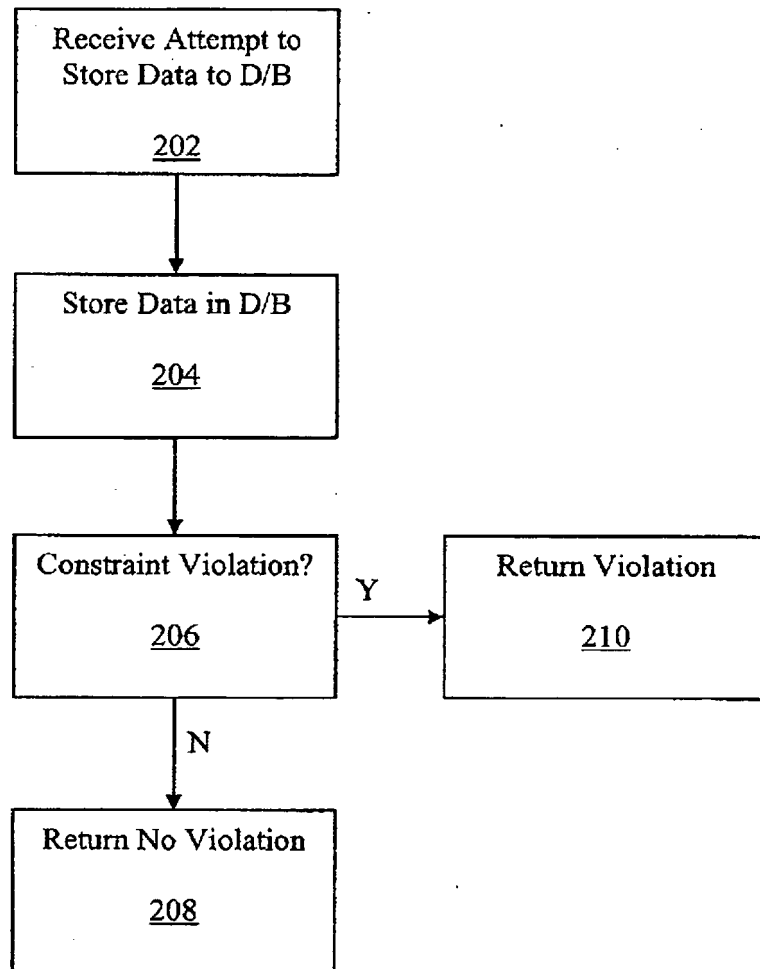 Receive Attempt to
Store Data to D/B
202
Store Data in D/B
204
Constraint Violation?
206
Y
Return Violation
210
N
Return No Violation
208